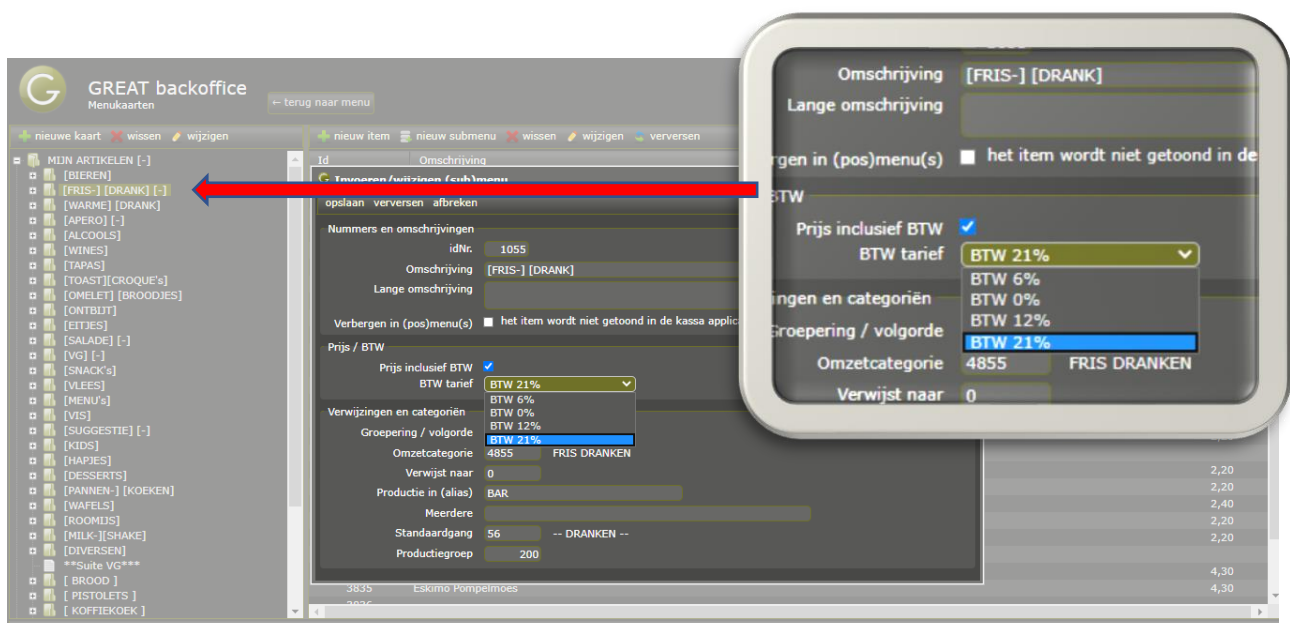 GREAT backoffice
Menukaarten
← terug naar menu
nieuwe kaart wissen wijzigen
MIJN ARTIKELEN [-]
[BIEREN]
[FRIS-] [DRANK] [-]
[WARME] [DRANK]
[APERO] [-]
[ALCOOLS]
[WINES]
[TAPAS]
[TOAST][CROQUE's]
[OMELET] [BROODJES]
[ONTBIJT]
[EITJES]
[SALADE] [-]
[VG] [-]
[SNACK's]
[VLEES]
[MENU's]
[VIS]
[SUGGESTIE] [-]
[KIDS]
[HAPJES]
[DESSERTS]
[PANNEN-] [KOEKEN]
[WAFELS]
[ROOMIJS]
[MILK-][SHAKE]
[DIVERSEN]
**Suite VG***
[ BROOD ]
[ PISTOLETS ]
[ KOFFIEKOEK ]
nieuw item nieuw submenu wissen wijzigen verversen
Id Omschrijving
Invoeren/wijzigen (sub)menu
opslaan verversen afbreken
Nummers en omschrijvingen
idNr. 1055
Omschrijving [FRIS-] [DRANK]
Lange omschrijving
Verbergen in (pos)menu(s) het item wordt niet getoond in de kassa applic
Prijs / BTW
Prijs inclusief BTW
BTW tarief BTW 21%
BTW 6%
BTW 0%
BTW 12%
BTW 21%
Verwijzingen en categoriën
Groepering / volgorde
Omzetcategorie 4855 FRIS DRANKEN
Verwijst naar 0
Productie in (alias) BAR
Meerdere
Standaardgang 56 -- DRANKEN --
Productiegroep 200
3835 Eskimo Pompelmoes 4,30
2,20
2,20
2,40
2,20
2,20
4,30
Omschrijving [FRIS-] [DRANK]
Lange omschrijving
rgen in (pos)menu(s) het item wordt niet getoond in de
BTW
Prijs inclusief BTW
BTW tarief BTW 21%
BTW 6%
BTW 0%
BTW 12%
BTW 21%
ingen en categoriën
Groepering / volgorde
Omzetcategorie 4855 FRIS DRANKEN
Verwijst naar 0